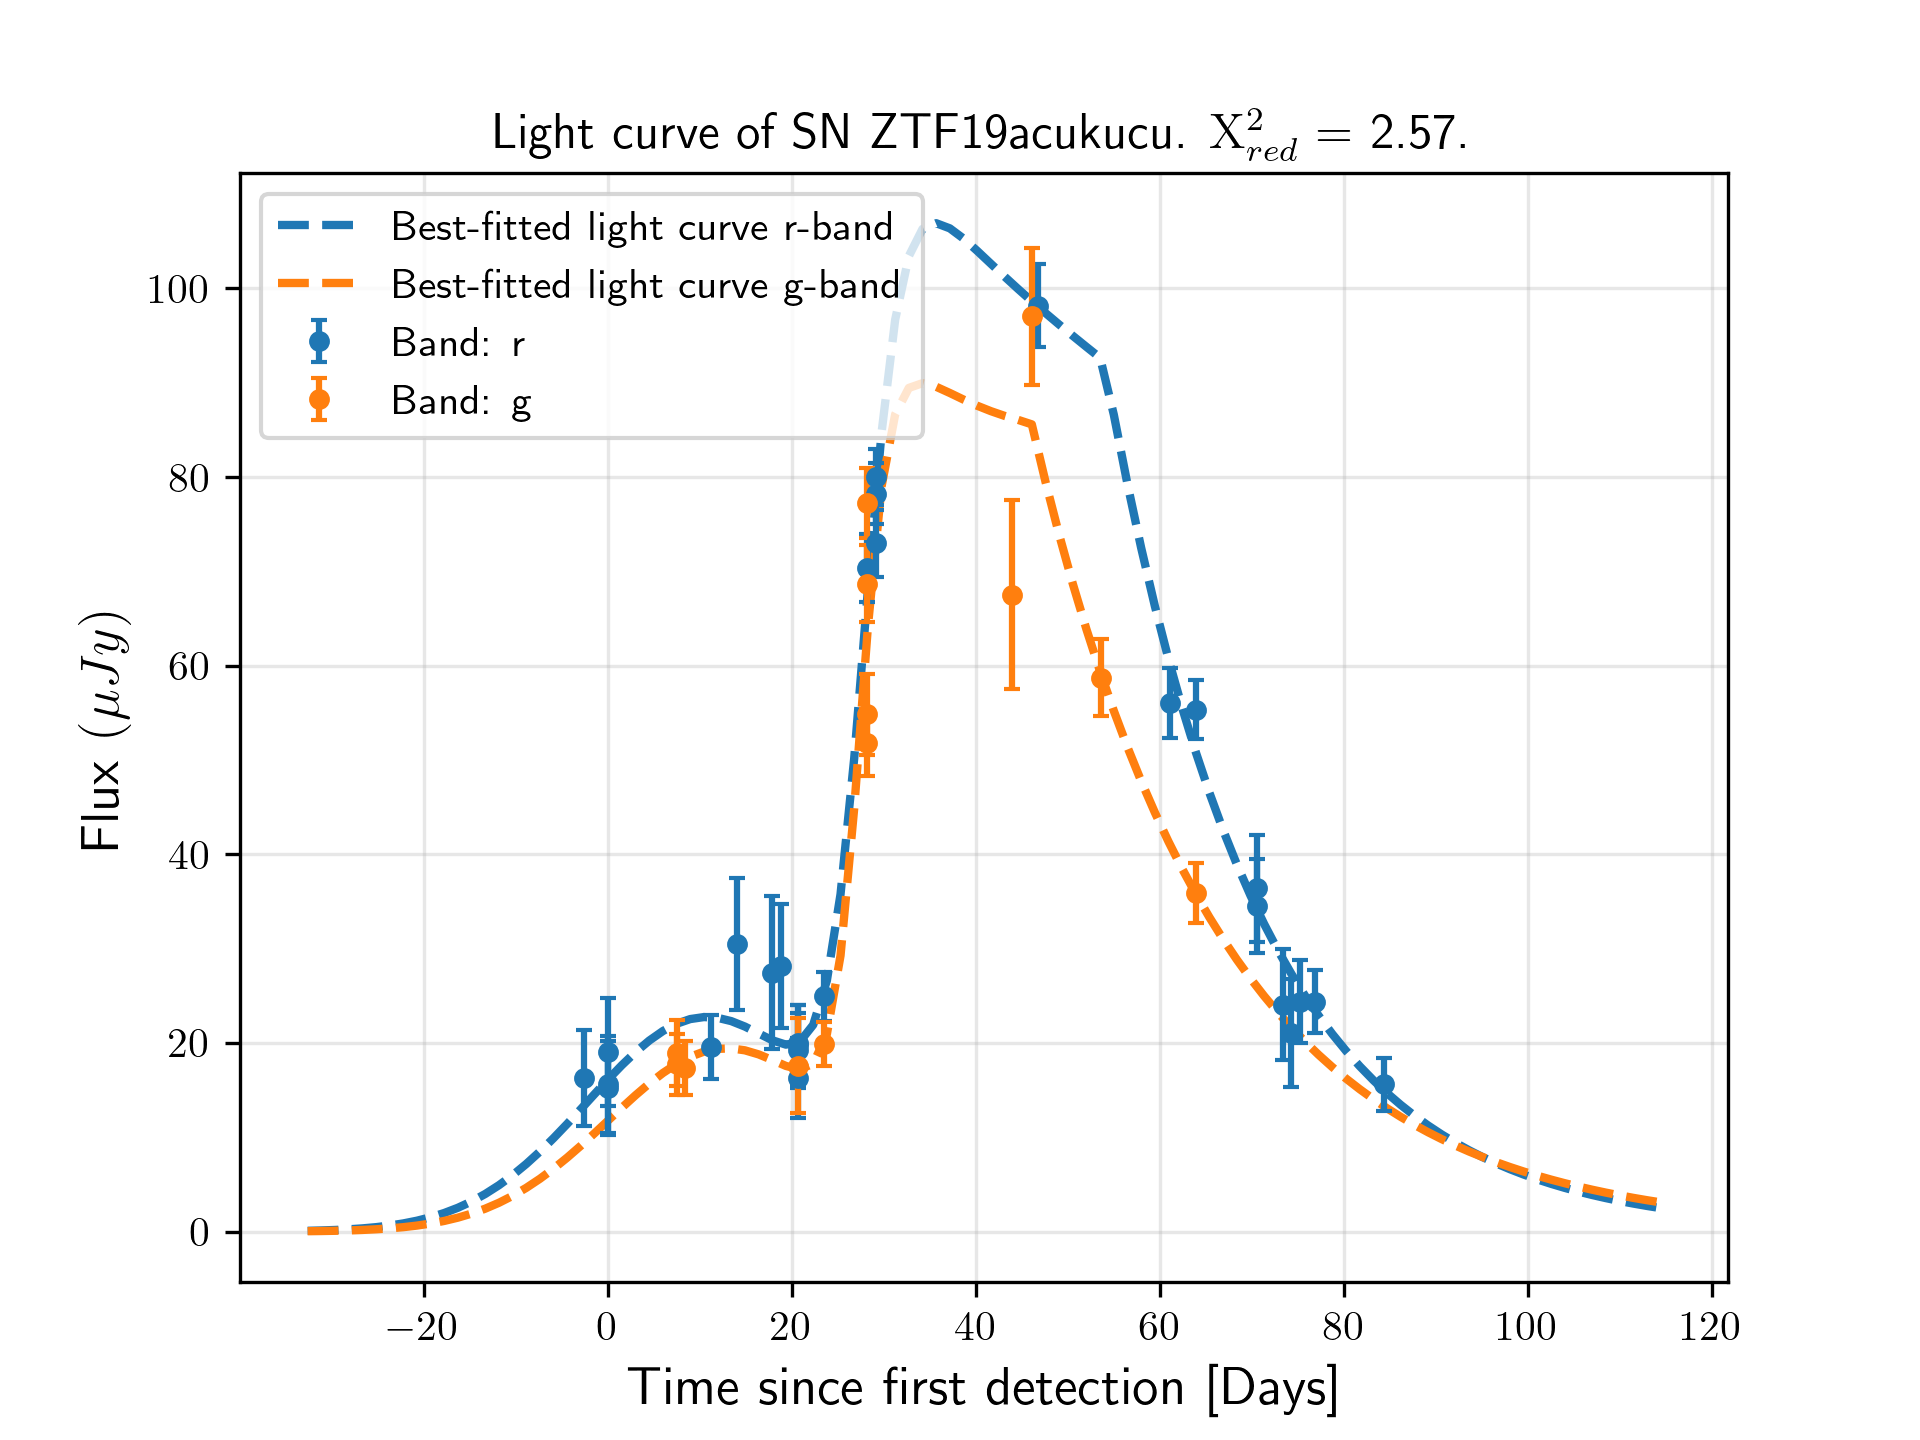 Light curve of SN ZTF19acukucu. X²_red = 2.57.
Best-fitted light curve r-band
Best-fitted light curve g-band
Band: r
Band: g
100
80
60
40
20
0
Flux (μJy)
−20 0 20 40 60 80 100 120
Time since first detection [Days]